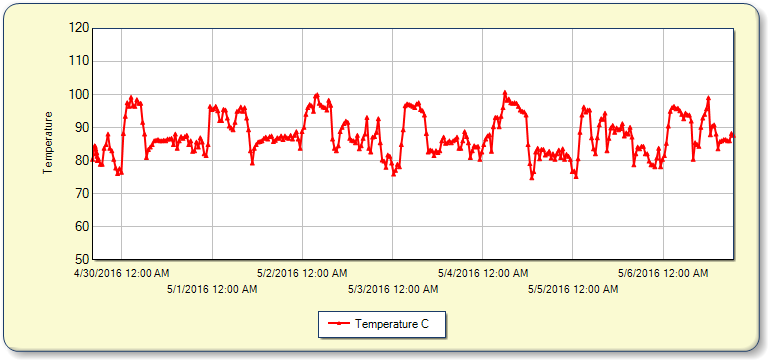 120
110
100
90
80
70
60
50
Temperature
4/30/2016 12:00 AM
5/1/2016 12:00 AM
5/2/2016 12:00 AM
5/3/2016 12:00 AM
5/4/2016 12:00 AM
5/5/2016 12:00 AM
5/6/2016 12:00 AM
Temperature C